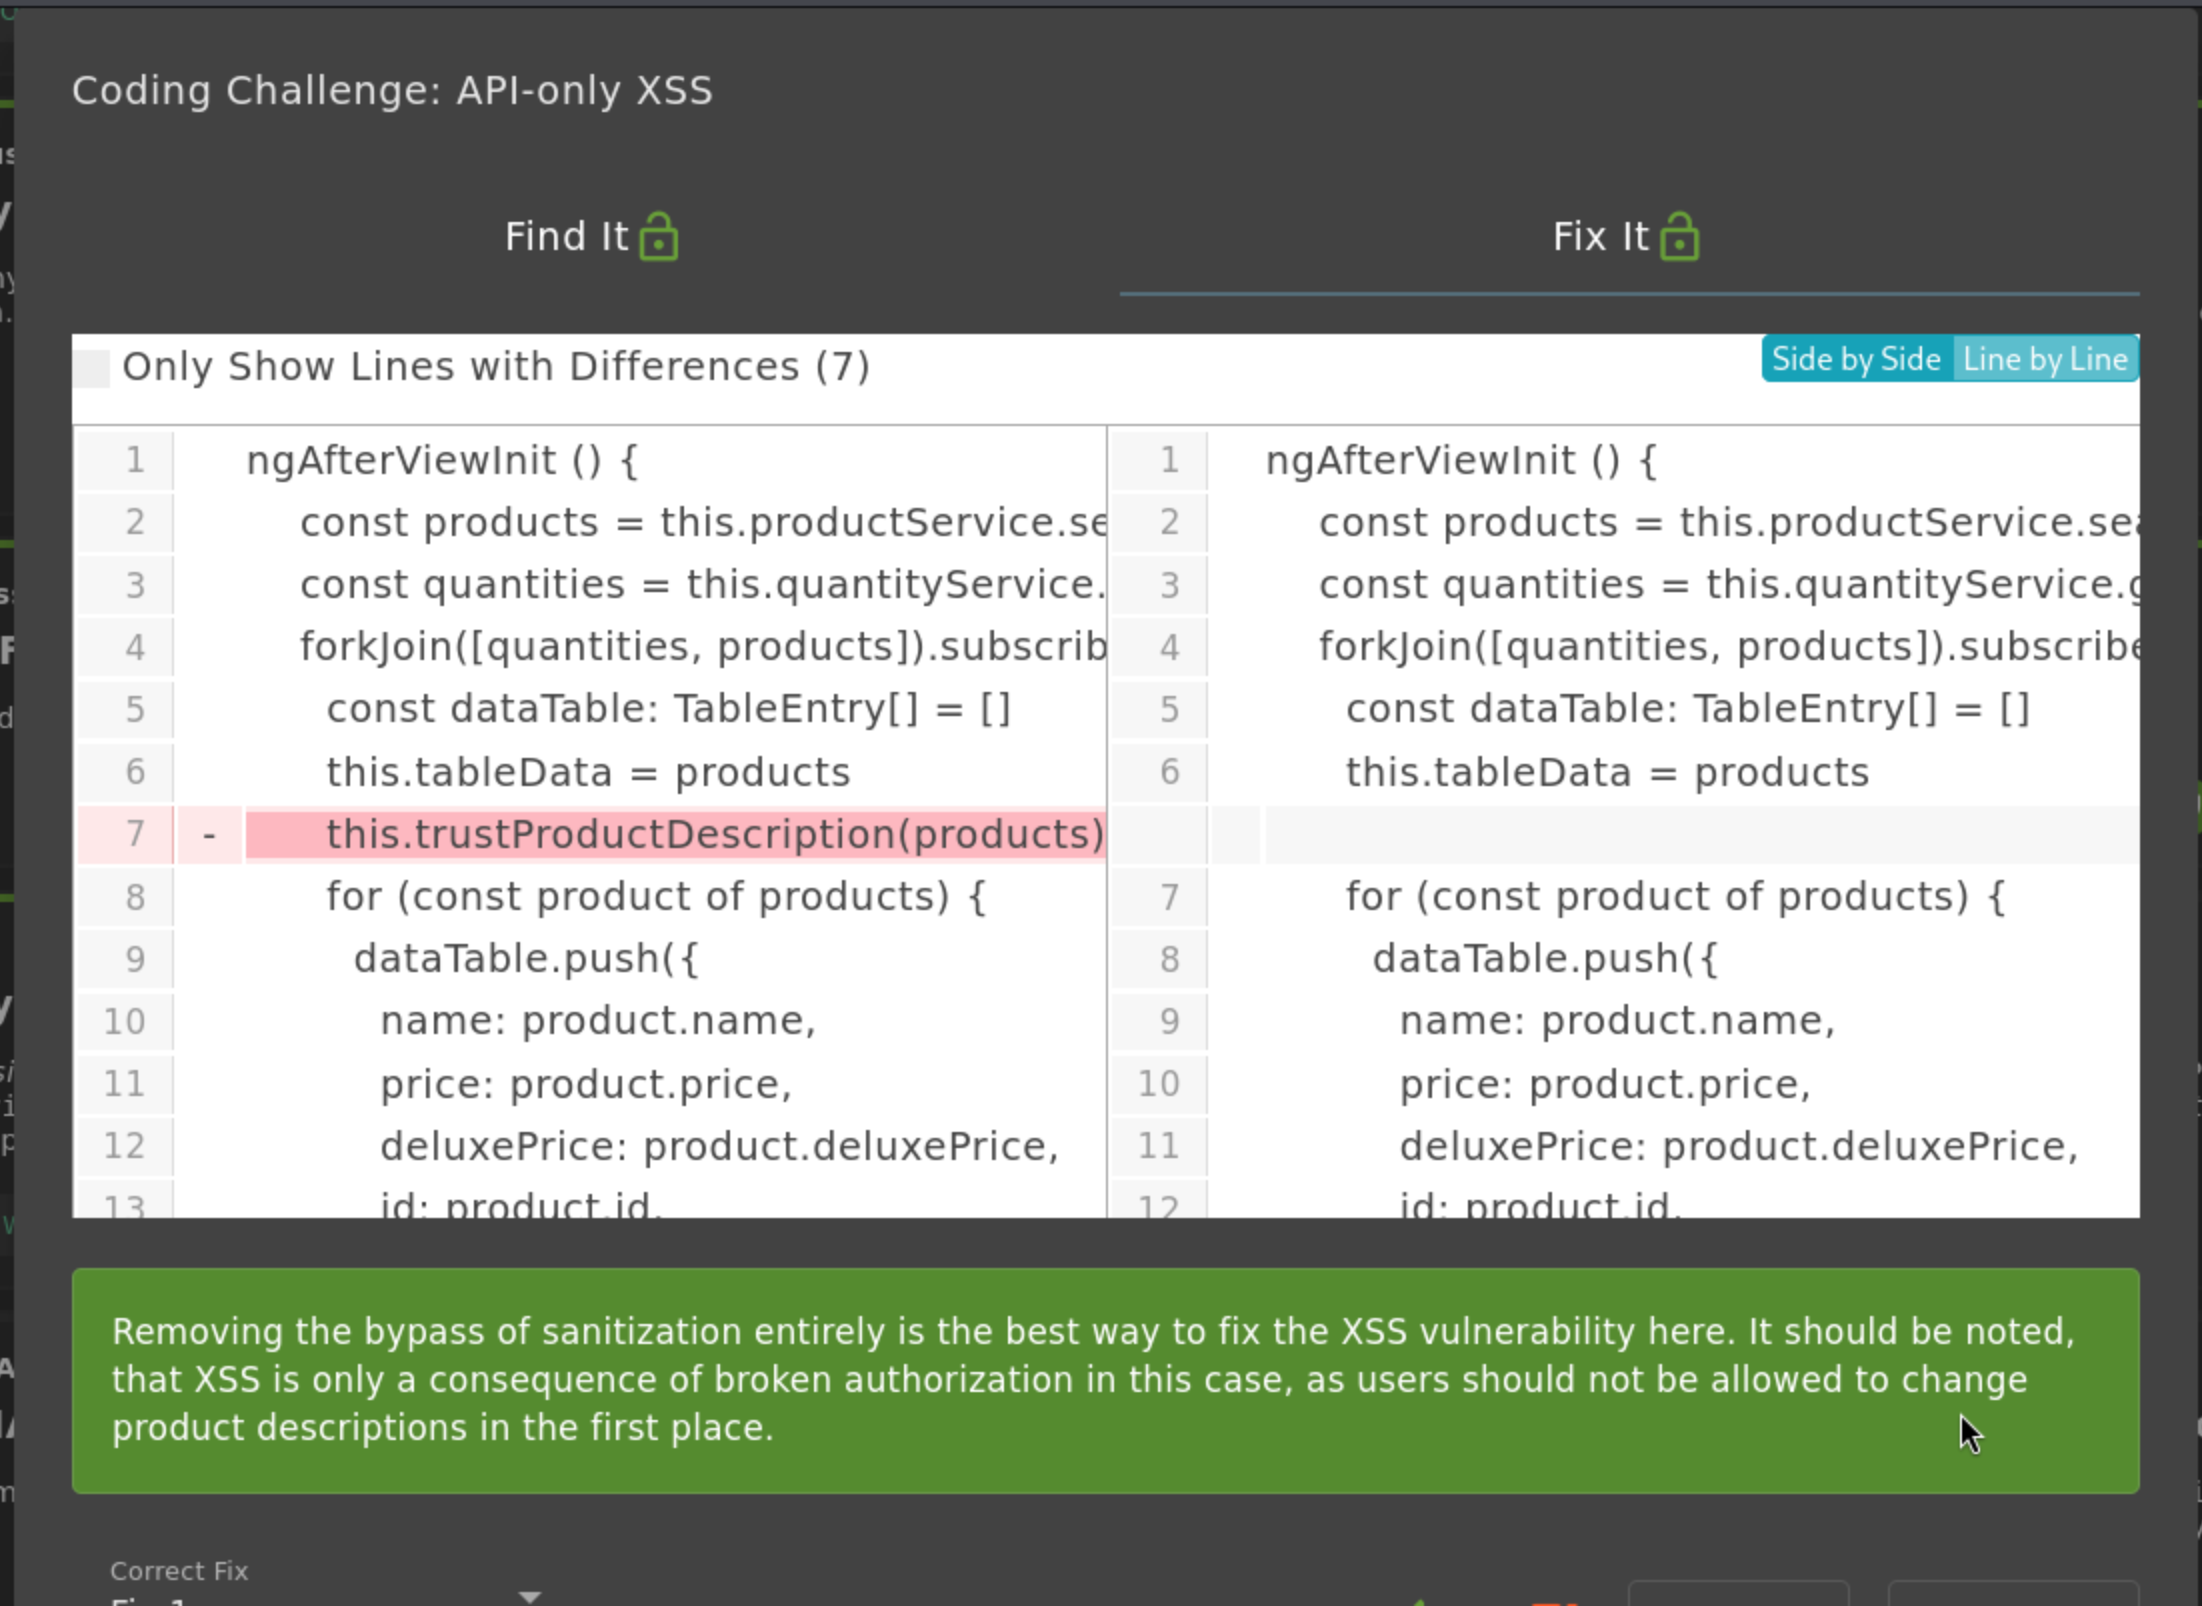 Coding Challenge: API-only XSS
Find It
Fix It
Only Show Lines with Differences (7)
Side by Side Line by Line
1 ngAfterViewInit () {
2 const products = this.productService.se
3 const quantities = this.quantityService.
4 forkJoin([quantities, products]).subscrib
5 const dataTable: TableEntry[] = []
6 this.tableData = products
7 - this.trustProductDescription(products)
8 for (const product of products) {
9 dataTable.push({
10 name: product.name,
11 price: product.price,
12 deluxePrice: product.deluxePrice,
13 id: product.id,
1 ngAfterViewInit () {
2 const products = this.productService.sea
3 const quantities = this.quantityService.g
4 forkJoin([quantities, products]).subscribe
5 const dataTable: TableEntry[] = []
6 this.tableData = products
7 for (const product of products) {
8 dataTable.push({
9 name: product.name,
10 price: product.price,
11 deluxePrice: product.deluxePrice,
12 id: product.id,
Removing the bypass of sanitization entirely is the best way to fix the XSS vulnerability here. It should be noted,
that XSS is only a consequence of broken authorization in this case, as users should not be allowed to change
product descriptions in the first place.
Correct Fix